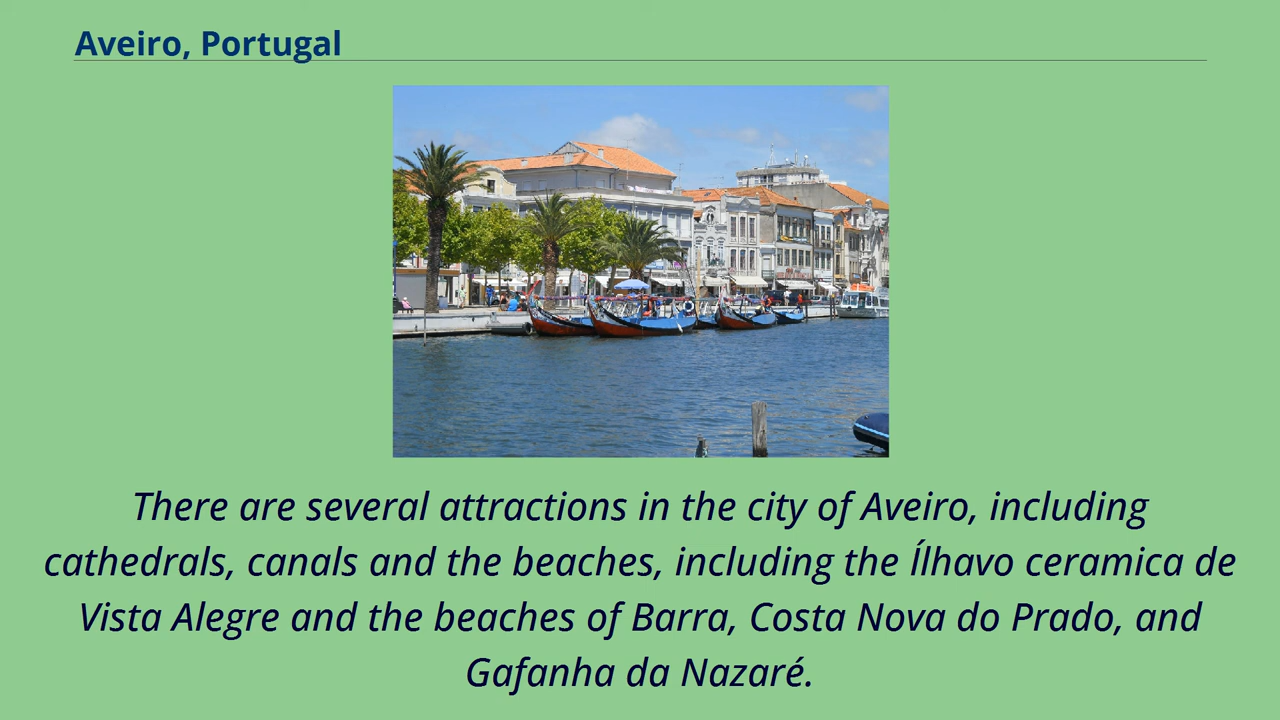 Aveiro, Portugal
There are several attractions in the city of Aveiro, including
cathedrals, canals and the beaches, including the Ílhavo ceramica de
Vista Alegre and the beaches of Barra, Costa Nova do Prado, and
Gafanha da Nazaré.